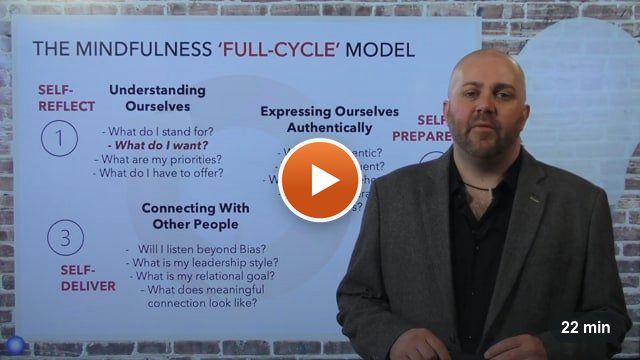 THE MINDFULNESS ‘FULL-CYCLE’ MODEL
SELF-
REFLECT
1
Understanding
Ourselves
- What do I stand for?
- What do I want?
- What are my priorities?
- What do I have to offer?
Expressing Ourselves
Authentically
SELF
PREPARE
3
SELF-
DELIVER
Connecting With
Other People
- Will I listen beyond Bias?
- What is my leadership style?
- What is my relational goal?
- What does meaningful
connection look like?
22 min